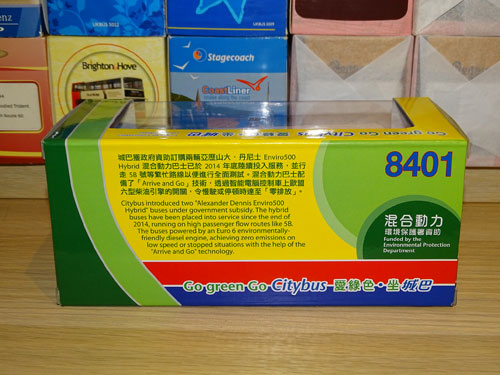 enz
URBUS 2022
URBUS 2009
Brighton & Hove
Stagecoach
CoastLiner
Trident
Go green Go Citybus
城巴獲政府資助訂購兩輛亞歷山大．丹尼士 Enviro500
Hybrid 混合動力巴士已於 2014 年底陸續投入服務，並行
走 5B 號等繁忙路線以便進行全面測試。混合動力巴士配
備了「Arrive and Go」技術，透過智能電腦控制車上歐盟
六型柴油引擎的開關，令惟駛或停頓時達至「零排放」。
Citybus introduced two "Alexander Dennis Enviro500
Hybrid" buses under government subsidy. The hybrid
buses have been placed into service since the end of
2014, running on high passenger flow routes like 5B.
The buses powered by an Euro 6 environmentally-
friendly diesel engine, achieving zero emissions on
low speed or stopped situations with the help of the
"Arrive and Go" technology.
8401
混合動力
環境保護署資助
Funded by the
Environmental Protection
Department
Go green Go Citybus 愛綠色・坐城巴